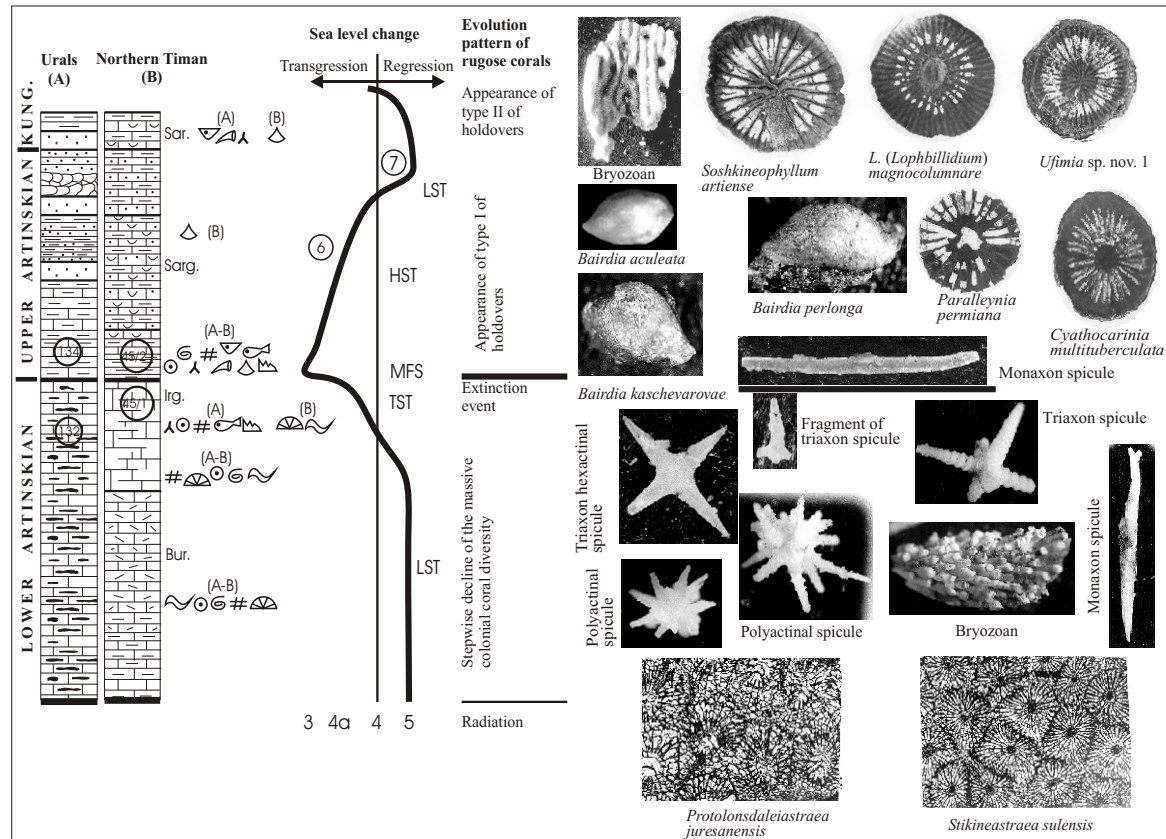 Urals
(A)
Northern Timan
(B)
Sea level change
Transgression
Regression
Evolution
pattern of
rugose corals
KUNG.
UPPER ARTINSKIAN
LOWER ARTINSKIAN
Sar.
(A)
(B)
(B)
Sarg.
(A-B)
134
45/2
Irg.
45/1
(A)
(B)
132
(A-B)
Bur.
(A-B)
7
LST
6
HST
MFS
TST
LST
3 4a 4 5
Appearance of
type II of
holdovers
Appearance of type I of
holdovers
Extinction
event
Stepwise decline of the massive
colonial coral diversity
Radiation
Bryozoan
Soshkineophyllum
artiense
L. (Lophbillidium)
magnocolumnare
Ufimia sp. nov. 1
Bairdia aculeata
Bairdia perlonga
Paralleynia
permiana
Cyathocarinia
multituberculata
Bairdia kaschevarovae
Monaxon spicule
Triaxon hexactinal
spicule
Fragment of
triaxon spicule
Triaxon spicule
Polyactinal
spicule
Polyactinal spicule
Bryozoan
Monaxon spicule
Protolonsdaleiastraea
juresanensis
Stikineastraea sulensis